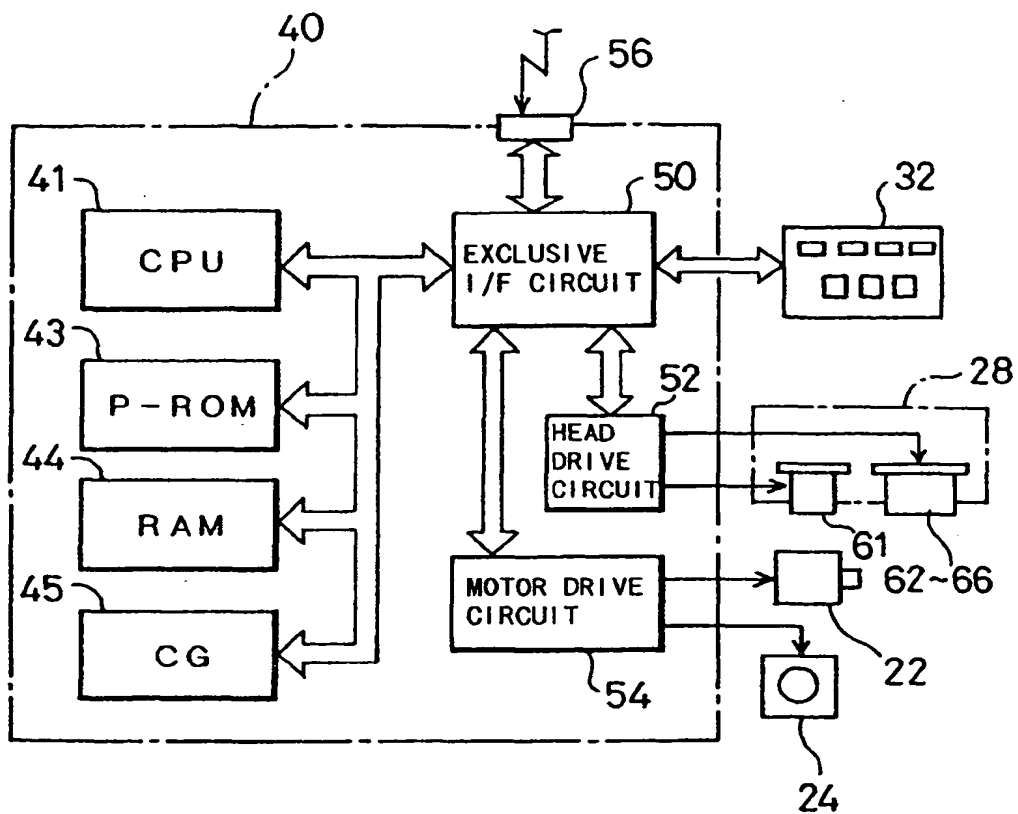 40
56
41
50
32
CPU
EXCLUSIVE
I/F CIRCUIT
43
P-ROM
52
28
HEAD
DRIVE
CIRCUIT
44
RAM
61
62~66
45
MOTOR DRIVE
CIRCUIT
CG
54
22
24